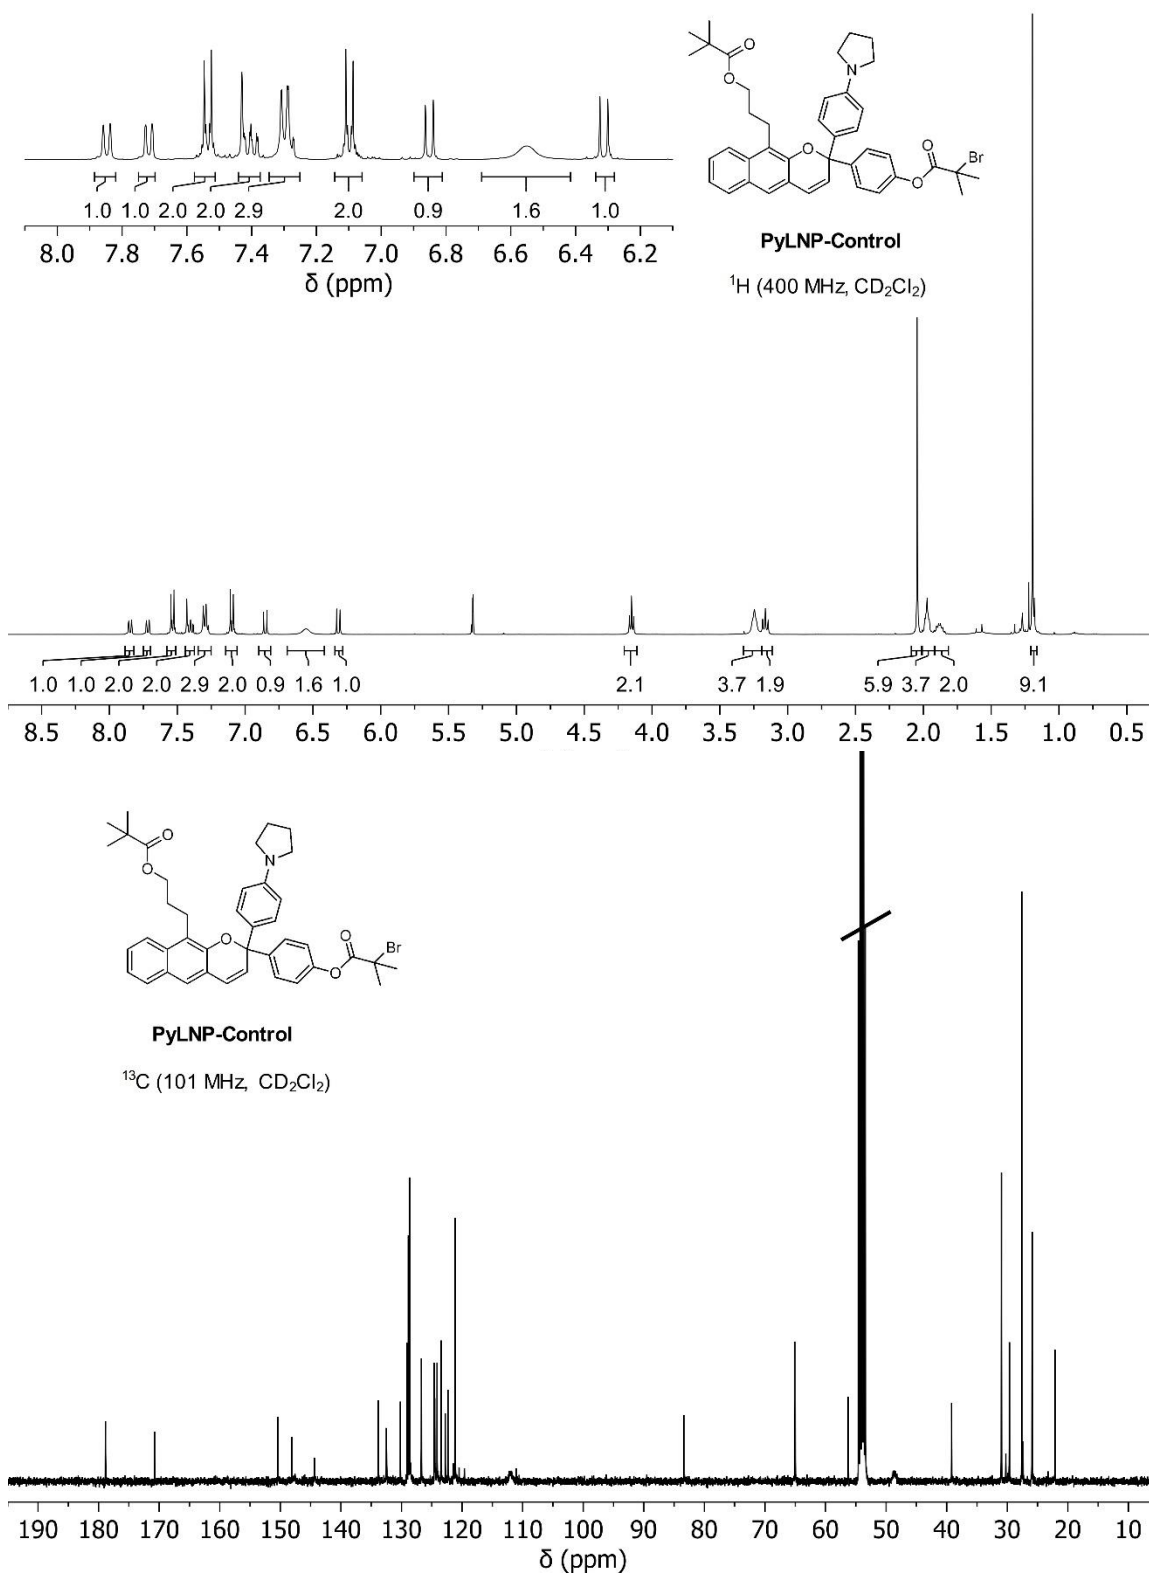 O
O
N
O
Br
O
O
PyLNP-Control
¹H (400 MHz, CD₂Cl₂)
1.0 1.0 2.0 2.0 2.9 2.0 0.9 1.6 1.0
8.0 7.8 7.6 7.4 7.2 7.0 6.8 6.6 6.4 6.2
δ (ppm)
1.0 1.0 2.0 2.0 2.9 2.0 0.9 1.6 1.0 2.1 3.7 1.9 5.9 3.7 2.0 9.1
8.5 8.0 7.5 7.0 6.5 6.0 5.5 5.0 4.5 4.0 3.5 3.0 2.5 2.0 1.5 1.0 0.5
O
O
N
O
O
Br
O
PyLNP-Control
¹³C (101 MHz, CD₂Cl₂)
190 180 170 160 150 140 130 120 110 100 90 80 70 60 50 40 30 20 10
δ (ppm)